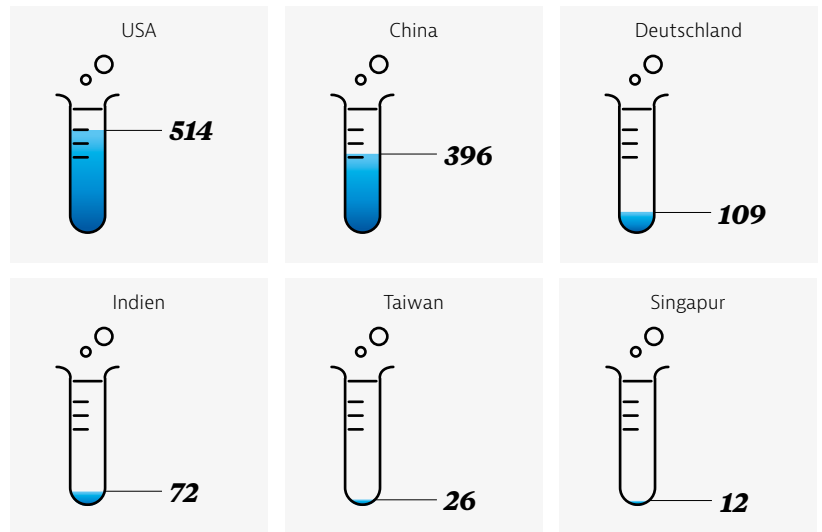 USA
514
China
396
Deutschland
109
Indien
72
Taiwan
26
Singapur
12